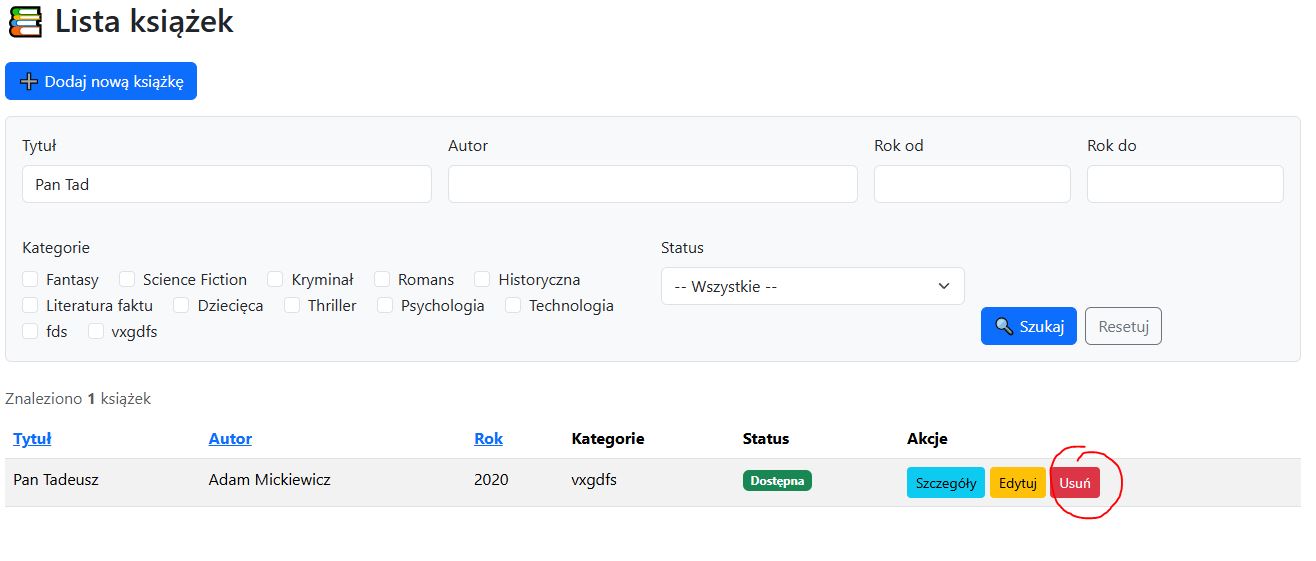 Lista książek
Dodaj nową książkę
Tytuł Autor Rok od Rok do
Pan Tad
Kategorie Status
Fantasy Science Fiction Kryminał Romans Historyczna
-- Wszystkie --
Literatura faktu Dziecięca Thriller Psychologia Technologia
fds vxgdfs
Szukaj Resetuj
Znaleziono 1 książek
Tytuł Autor Rok Kategorie Status Akcje
Pan Tadeusz Adam Mickiewicz 2020 vxgdfs Dostępna Szczegóły Edytuj Usuń